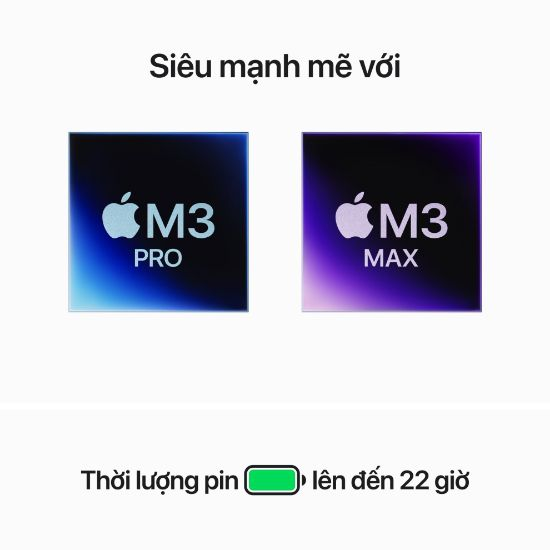 Siêu mạnh mẽ với
M3
PRO
M3
MAX
Thời lượng pin lên đến 22 giờ